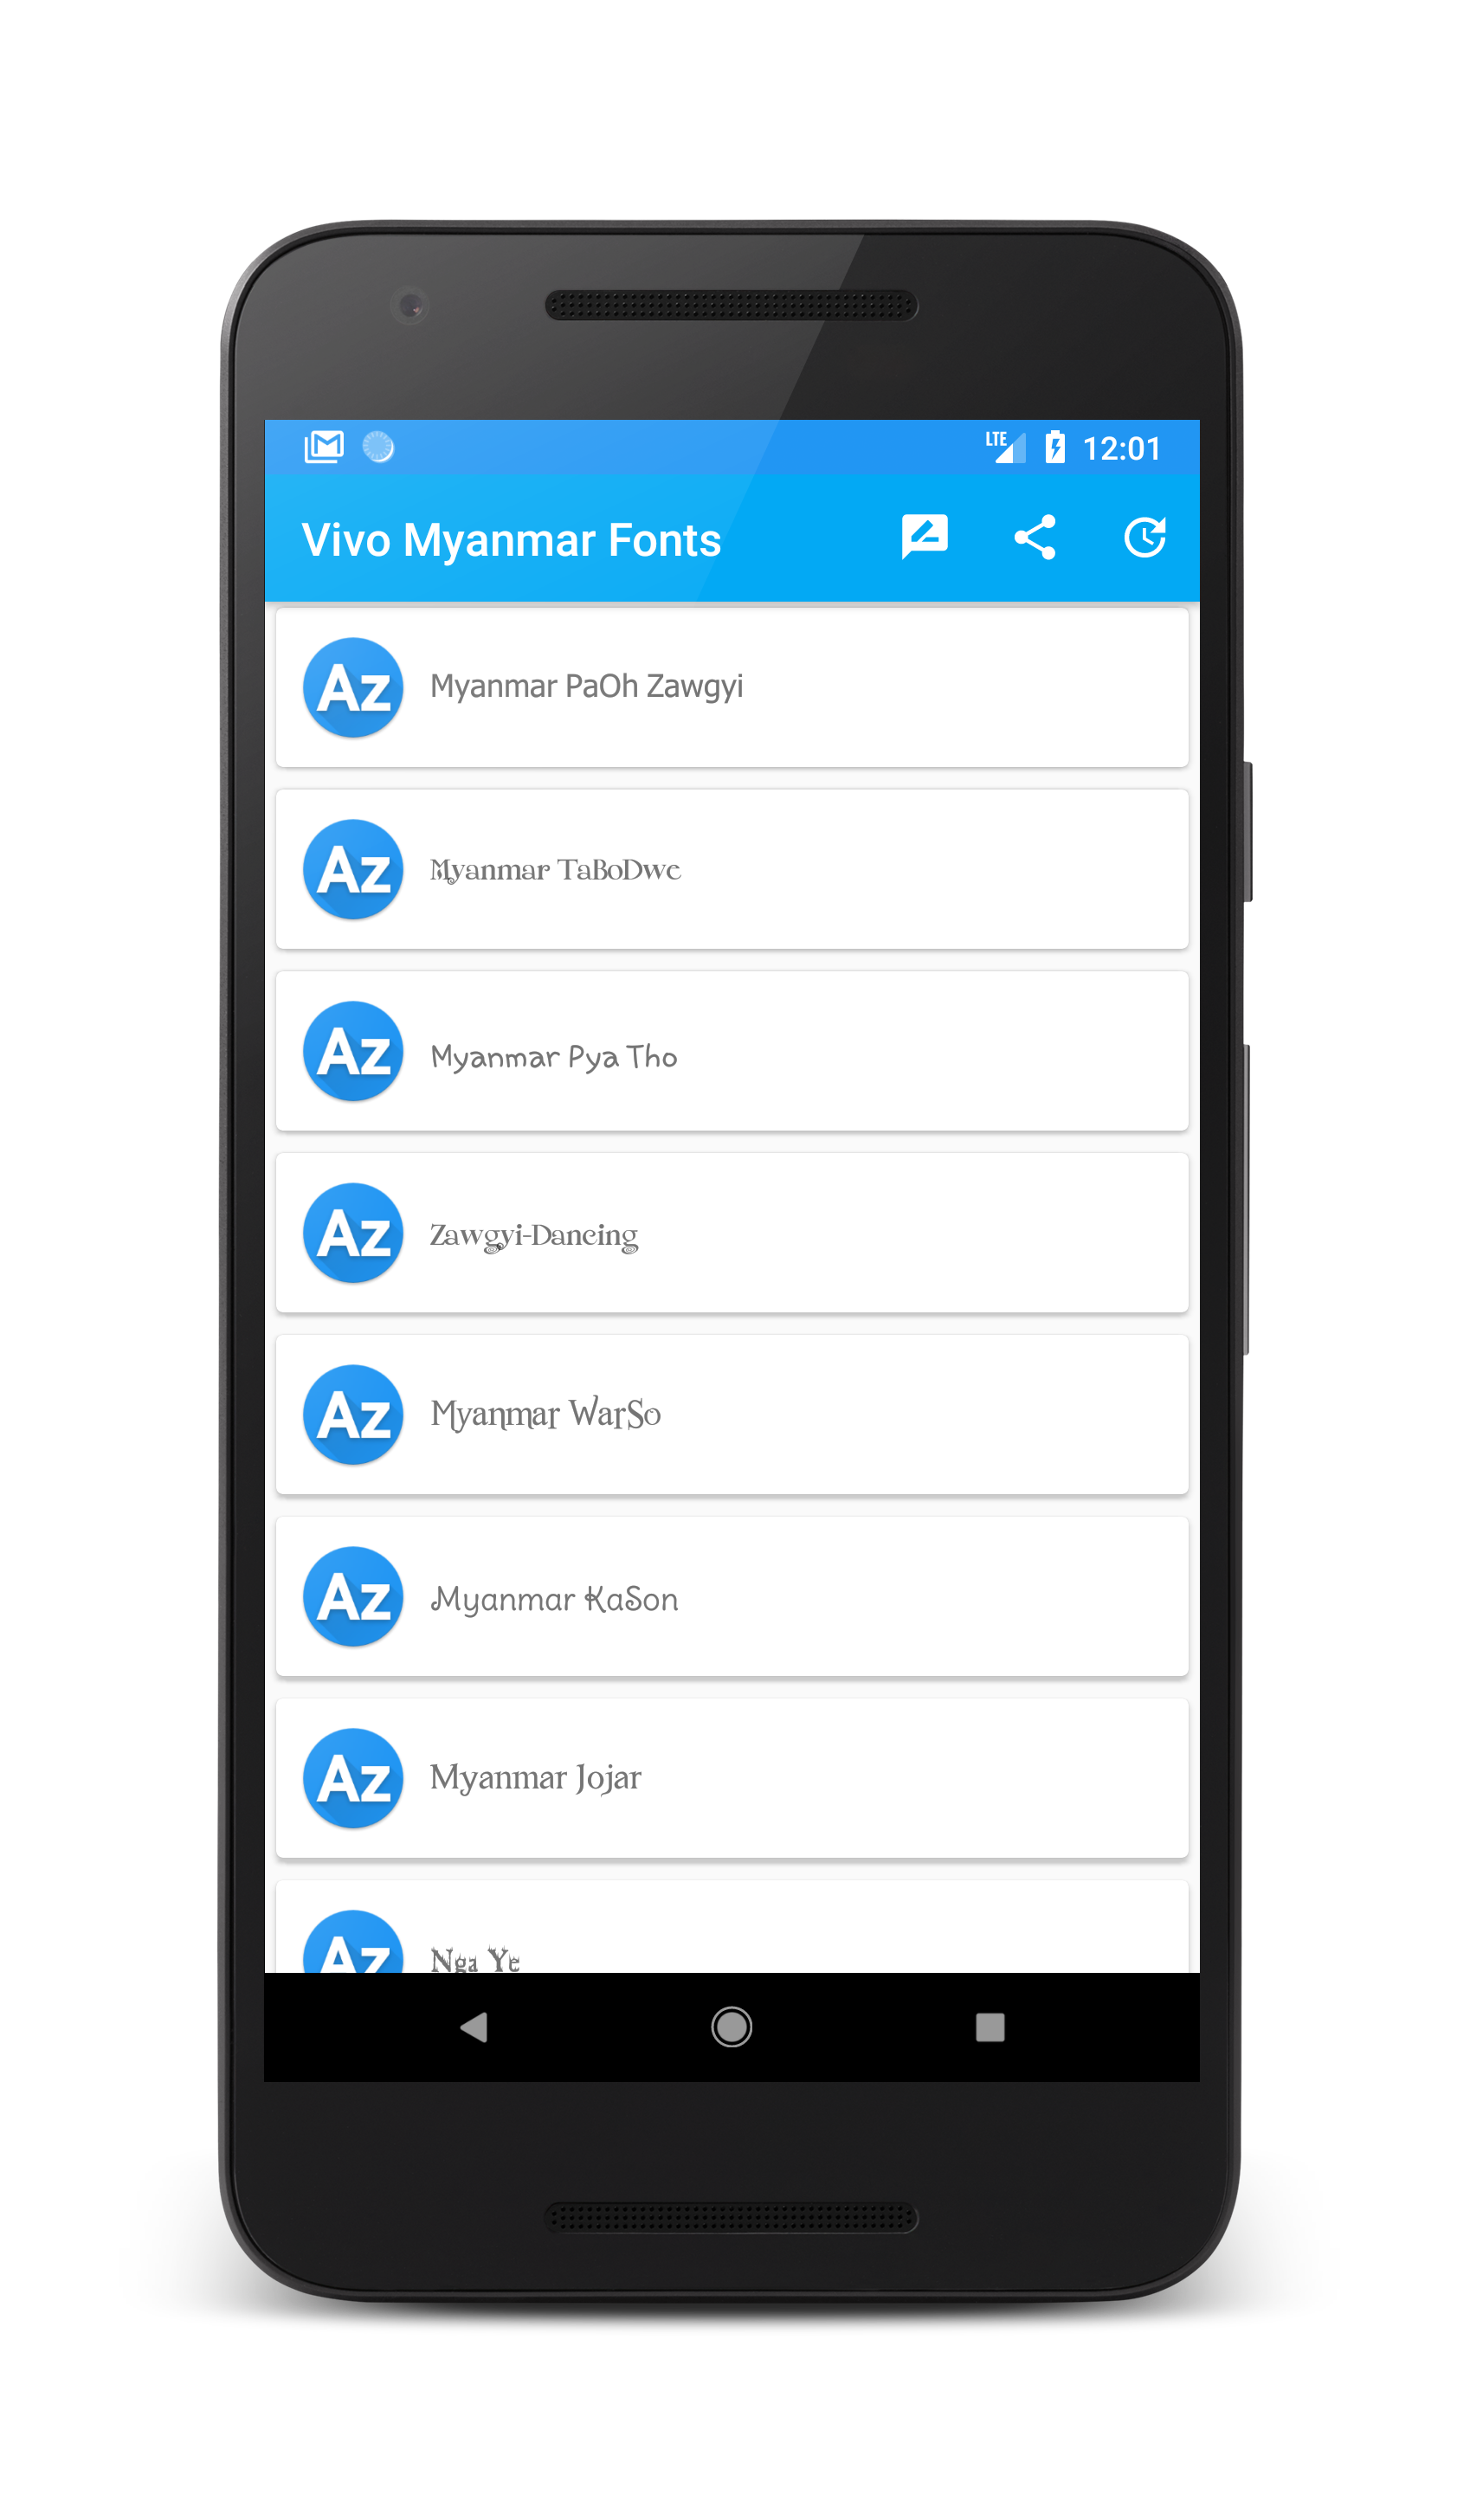 LTE 12:01
Vivo Myanmar Fonts
Az Myanmar PaOh Zawgyi
Az Myanmar TaBoDwe
Az Myanmar Pya Tho
Az Zawgyi-Dancing
Az Myanmar WarSo
Az Myanmar KaSon
Az Myanmar Jojar
Az Nga Ye